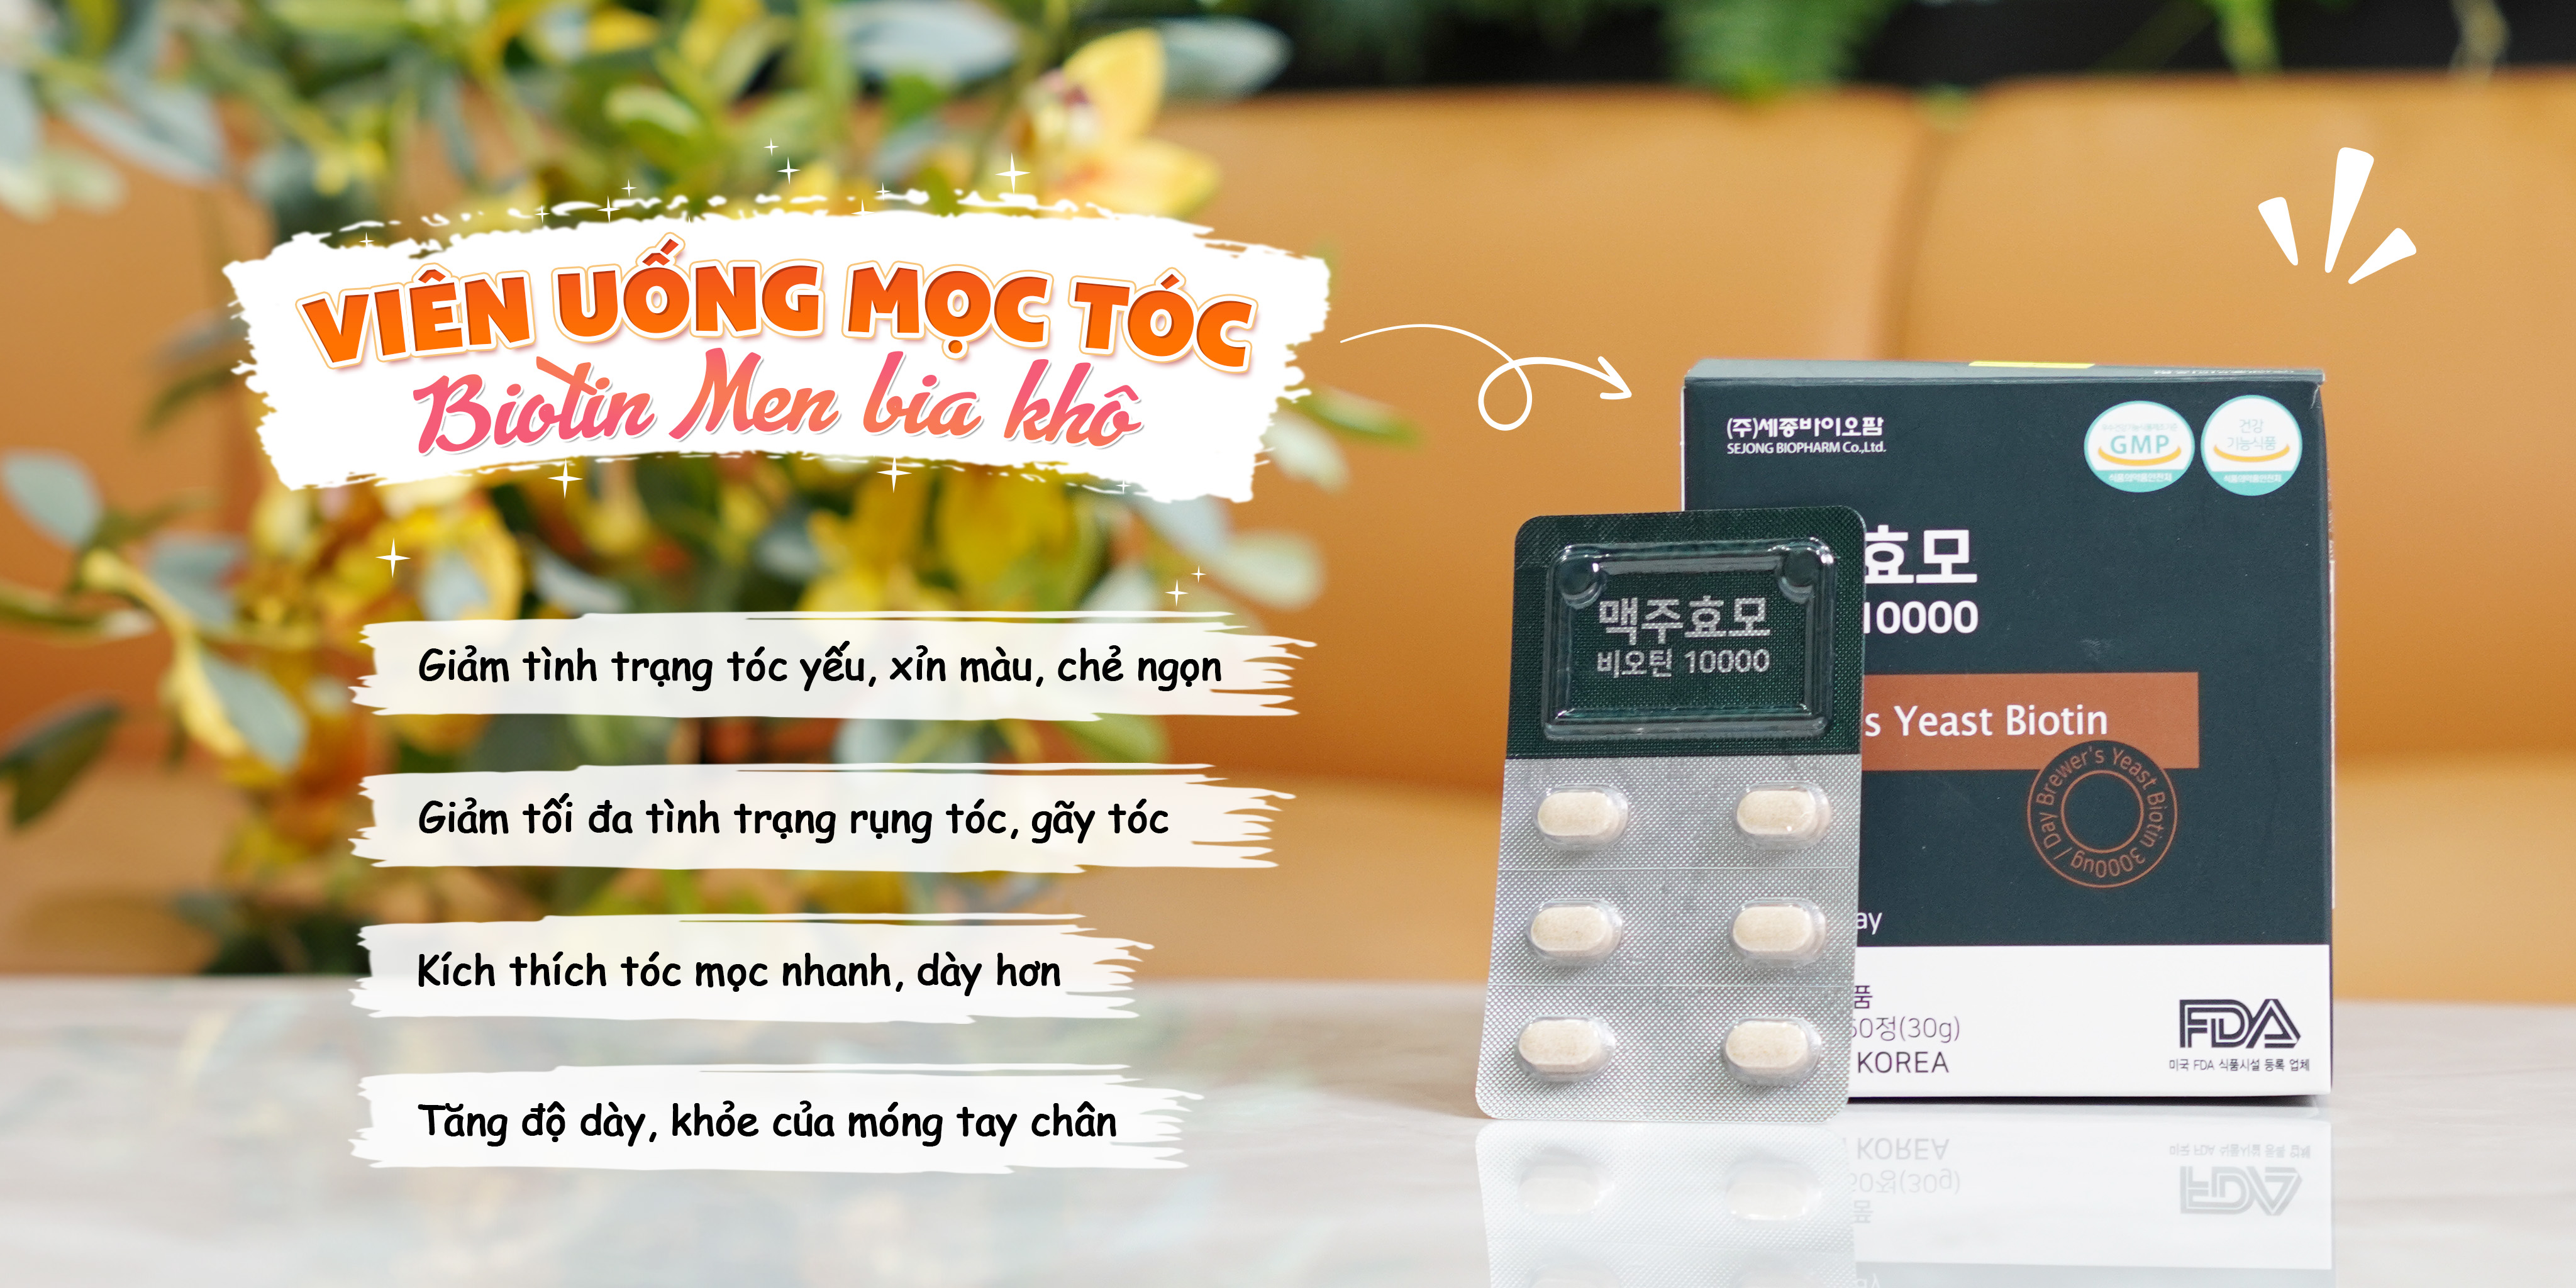 VIÊN UỐNG MỌC TÓC
Biotin Men bia khô
Giảm tình trạng tóc yếu, xỉn màu, chẻ ngọn
Giảm tối đa tình trạng rụng tóc, gãy tóc
Kích thích tóc mọc nhanh, dày hơn
Tăng độ dày, khỏe của móng tay chân
(주)세종바이오팜
SEJONG BIOPHARM Co.,Ltd.
GMP
건강
기능식품
효모
10000
s Yeast Biotin
Day Brewer's Yeast Biotin 3000ug /
ay
품
60정(30g)
KOREA
FDA
미국 FDA 식품시설 등록 업체
맥주효모
비오틴 10000